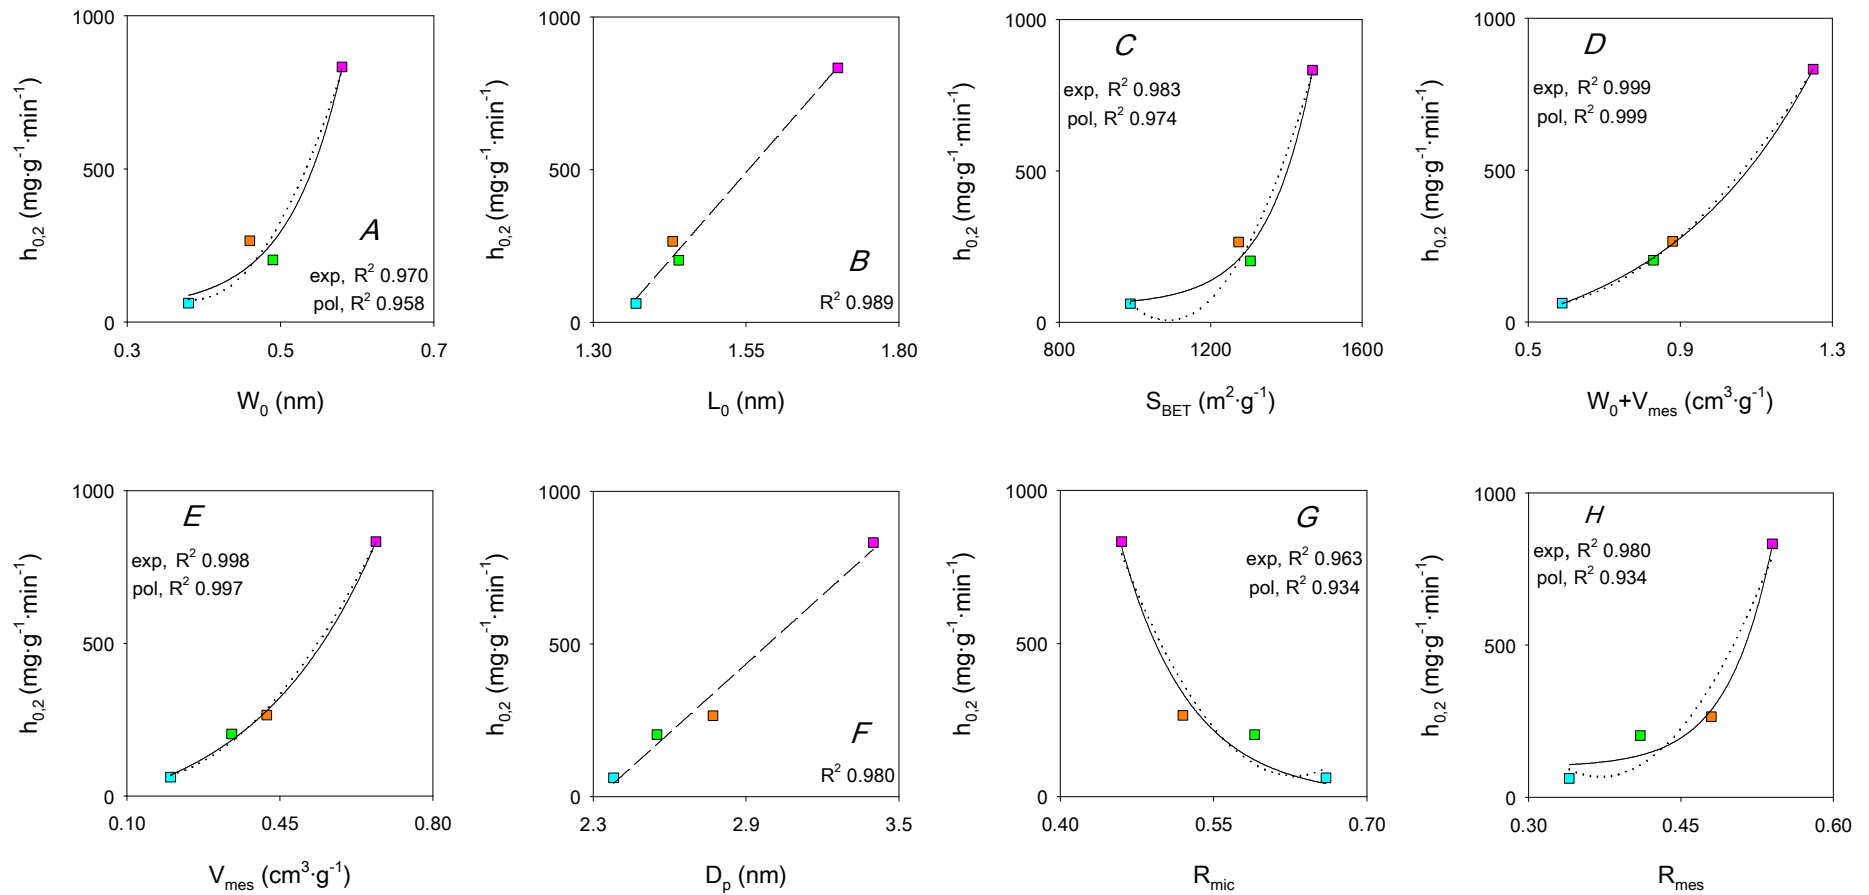 1000
500
0
0.3 0.5 0.7
h0,2 (mg·g-1·min-1)
A
exp, R2 0.970
pol, R2 0.958
W0 (nm)
1000
500
0
1.30 1.55 1.80
h0,2 (mg·g-1·min-1)
B
R2 0.989
L0 (nm)
1000
500
0
800 1200 1600
h0,2 (mg·g-1·min-1)
C
exp, R2 0.983
pol, R2 0.974
SBET (m2·g-1)
1000
500
0
0.5 0.9 1.3
h0,2 (mg·g-1·min-1)
D
exp, R2 0.999
pol, R2 0.999
W0+Vmes (cm3·g-1)
1000
500
0
0.10 0.45 0.80
h0,2 (mg·g-1·min-1)
E
exp, R2 0.998
pol, R2 0.997
Vmes (cm3·g-1)
1000
500
0
2.3 2.9 3.5
h0,2 (mg·g-1·min-1)
F
R2 0.980
Dp (nm)
1000
500
0
0.40 0.55 0.70
h0,2 (mg·g-1·min-1)
G
exp, R2 0.963
pol, R2 0.934
Rmic
1000
500
0
0.30 0.45 0.60
h0,2 (mg·g-1·min-1)
H
exp, R2 0.980
pol, R2 0.934
Rmes